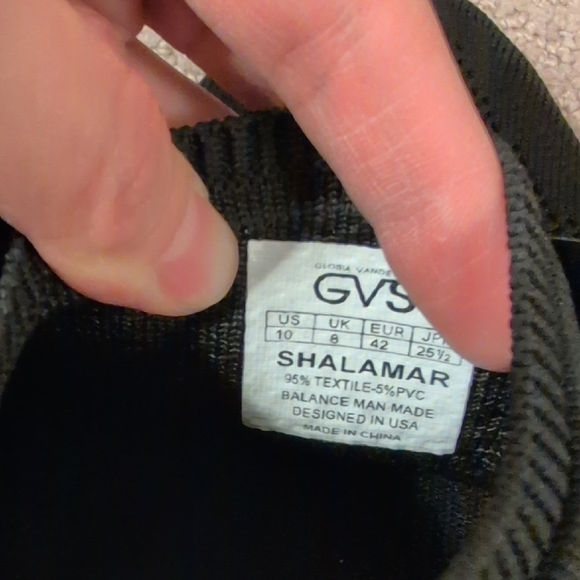 GLORIA VANDE
GVS
US UK EUR JP
10 8 42 25½
SHALAMAR
95% TEXTILE-5%PVC
BALANCE MAN MADE
DESIGNED IN USA
MADE IN CHINA